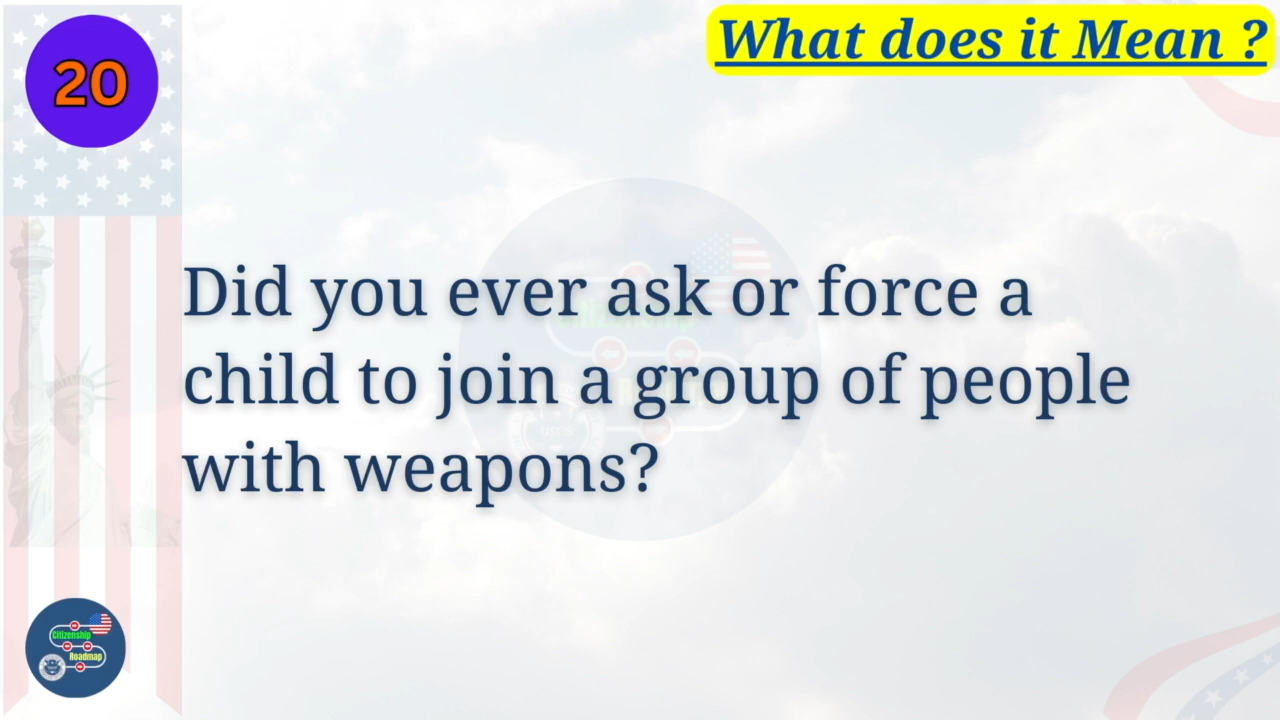 20
What does it Mean ?
Did you ever ask or force a
child to join a group of people
with weapons?
Citizenship
Roadmap